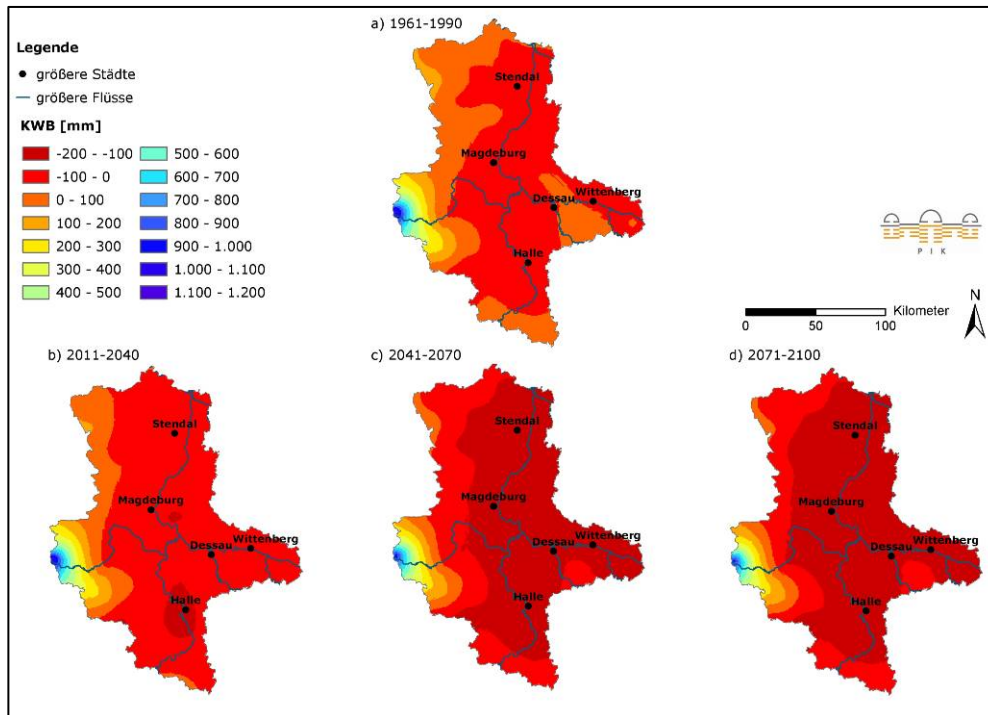 a) 1961-1990
Legende
größere Städte
größere Flüsse
KWB [mm]
-200 - -100
-100 - 0
0 - 100
100 - 200
200 - 300
300 - 400
400 - 500
500 - 600
600 - 700
700 - 800
800 - 900
900 - 1.000
1.000 - 1.100
1.100 - 1.200
Stendal
Magdeburg
Dessau
Wittenberg
Halle
P I K
N
Kilometer
0 50 100
b) 2011-2040
Stendal
Magdeburg
Dessau
Wittenberg
Halle
c) 2041-2070
Stendal
Magdeburg
Dessau
Wittenberg
Halle
d) 2071-2100
Stendal
Magdeburg
Dessau
Wittenberg
Halle